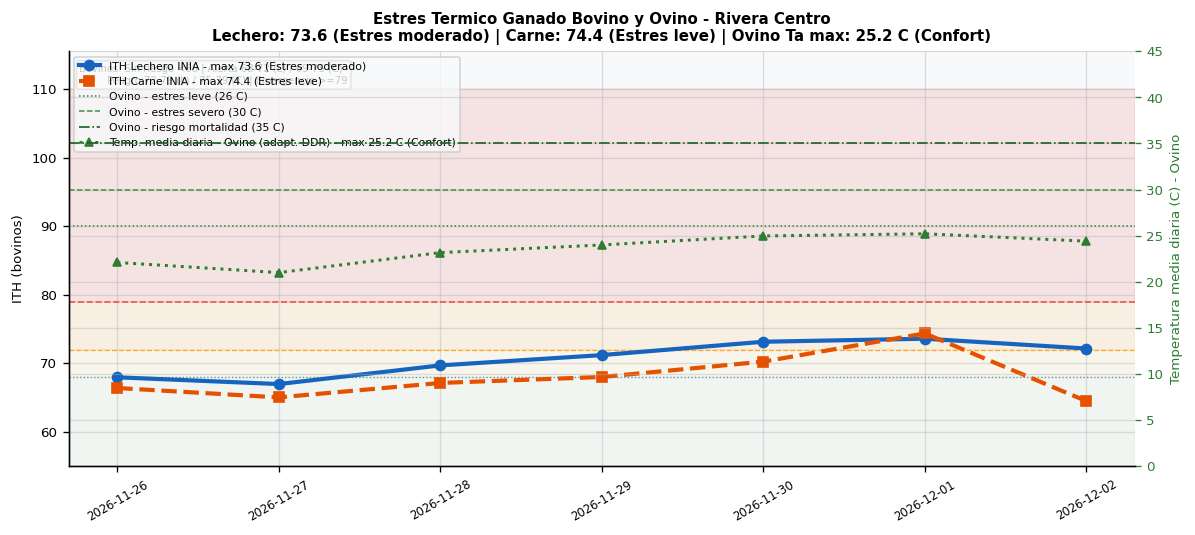 Estres Termico Ganado Bovino y Ovino - Rivera Centro
Lechero: 73.6 (Estres moderado) | Carne: 74.4 (Estres leve) | Ovino Ta max: 25.2 C (Confort)
ITH Lechero INIA - max 73.6 (Estres moderado)
ITH Carne INIA - max 74.4 (Estres leve)
Ovino - estres leve (26 C)
Ovino - estres severo (30 C)
Ovino - riesgo mortalidad (35 C)
Temp. media diaria - Ovino (adapt. DDR) - max 25.2 C (Confort)
>=79
ITH (bovinos)
110
100
90
80
70
60
45
40
35
30
25
20
15
10
5
0
Temperatura media diaria (C) - Ovino
2026-11-26
2026-11-27
2026-11-28
2026-11-29
2026-11-30
2026-12-01
2026-12-02